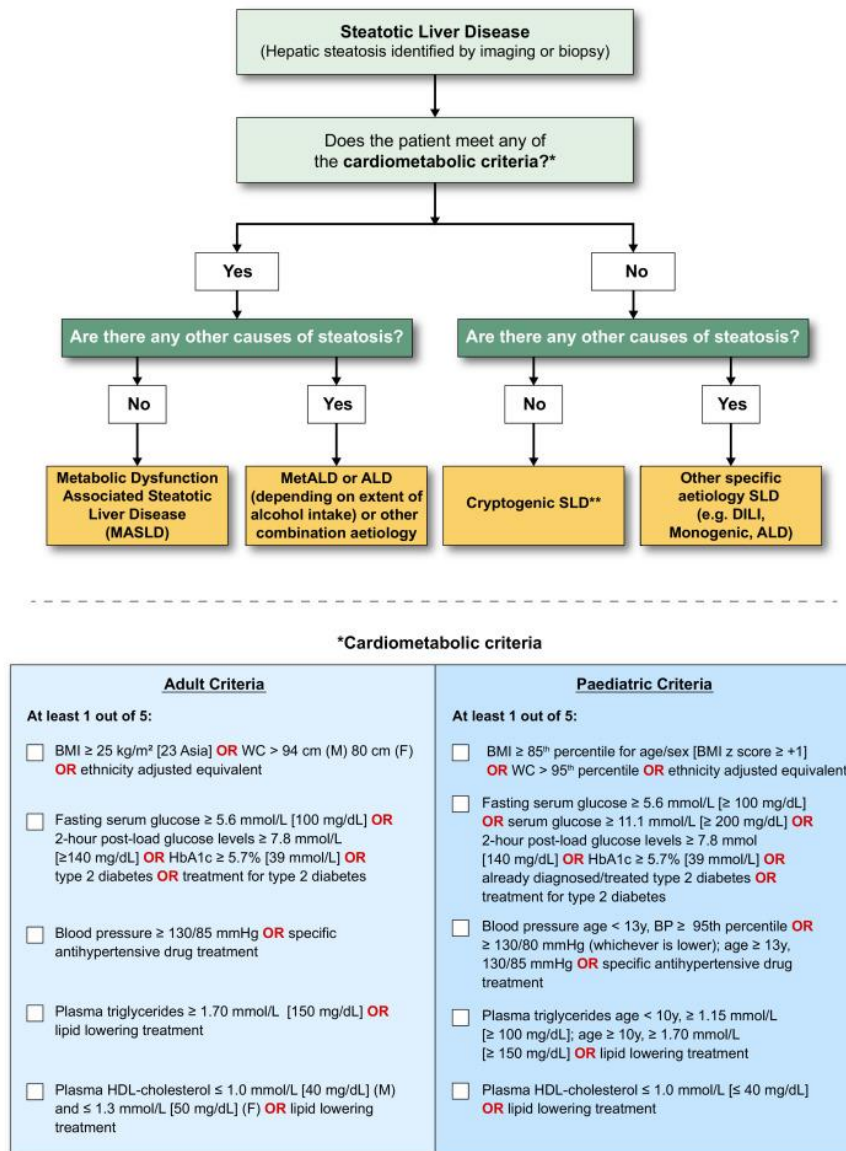 Steatotic Liver Disease
(Hepatic steatosis identified by imaging or biopsy)
Does the patient meet any of
the cardiometabolic criteria?*
Yes
No
Are there any other causes of steatosis?
Are there any other causes of steatosis?
No
Yes
No
Yes
Metabolic Dysfunction
Associated Steatotic
Liver Disease
(MASLD)
MetALD or ALD
(depending on extent of
alcohol intake) or other
combination aetiology
Cryptogenic SLD**
Other specific
aetiology SLD
(e.g. DILI,
Monogenic, ALD)
*Cardiometabolic criteria
Adult Criteria
At least 1 out of 5:
BMI ≥ 25 kg/m² [23 Asia] OR WC > 94 cm (M) 80 cm (F)
OR ethnicity adjusted equivalent
Fasting serum glucose ≥ 5.6 mmol/L [100 mg/dL] OR
2-hour post-load glucose levels ≥ 7.8 mmol/L
[≥140 mg/dL] OR HbA1c ≥ 5.7% [39 mmol/L] OR
type 2 diabetes OR treatment for type 2 diabetes
Blood pressure ≥ 130/85 mmHg OR specific
antihypertensive drug treatment
Plasma triglycerides ≥ 1.70 mmol/L [150 mg/dL] OR
lipid lowering treatment
Plasma HDL-cholesterol ≤ 1.0 mmol/L [40 mg/dL] (M)
and ≤ 1.3 mmol/L [50 mg/dL] (F) OR lipid lowering
treatment
Paediatric Criteria
At least 1 out of 5:
BMI ≥ 85th percentile for age/sex [BMI z score ≥ +1]
OR WC > 95th percentile OR ethnicity adjusted equivalent
Fasting serum glucose ≥ 5.6 mmol/L [≥ 100 mg/dL]
OR serum glucose ≥ 11.1 mmol/L [≥ 200 mg/dL] OR
2-hour post-load glucose levels ≥ 7.8 mmol
[140 mg/dL] OR HbA1c ≥ 5.7% [39 mmol/L] OR
already diagnosed/treated type 2 diabetes OR
treatment for type 2 diabetes
Blood pressure age < 13y, BP ≥ 95th percentile OR
≥ 130/80 mmHg (whichever is lower); age ≥ 13y,
130/85 mmHg OR specific antihypertensive drug
treatment
Plasma triglycerides age < 10y, ≥ 1.15 mmol/L
[≥ 100 mg/dL]; age ≥ 10y, ≥ 1.70 mmol/L
[≥ 150 mg/dL] OR lipid lowering treatment
Plasma HDL-cholesterol ≤ 1.0 mmol/L [≤ 40 mg/dL]
OR lipid lowering treatment